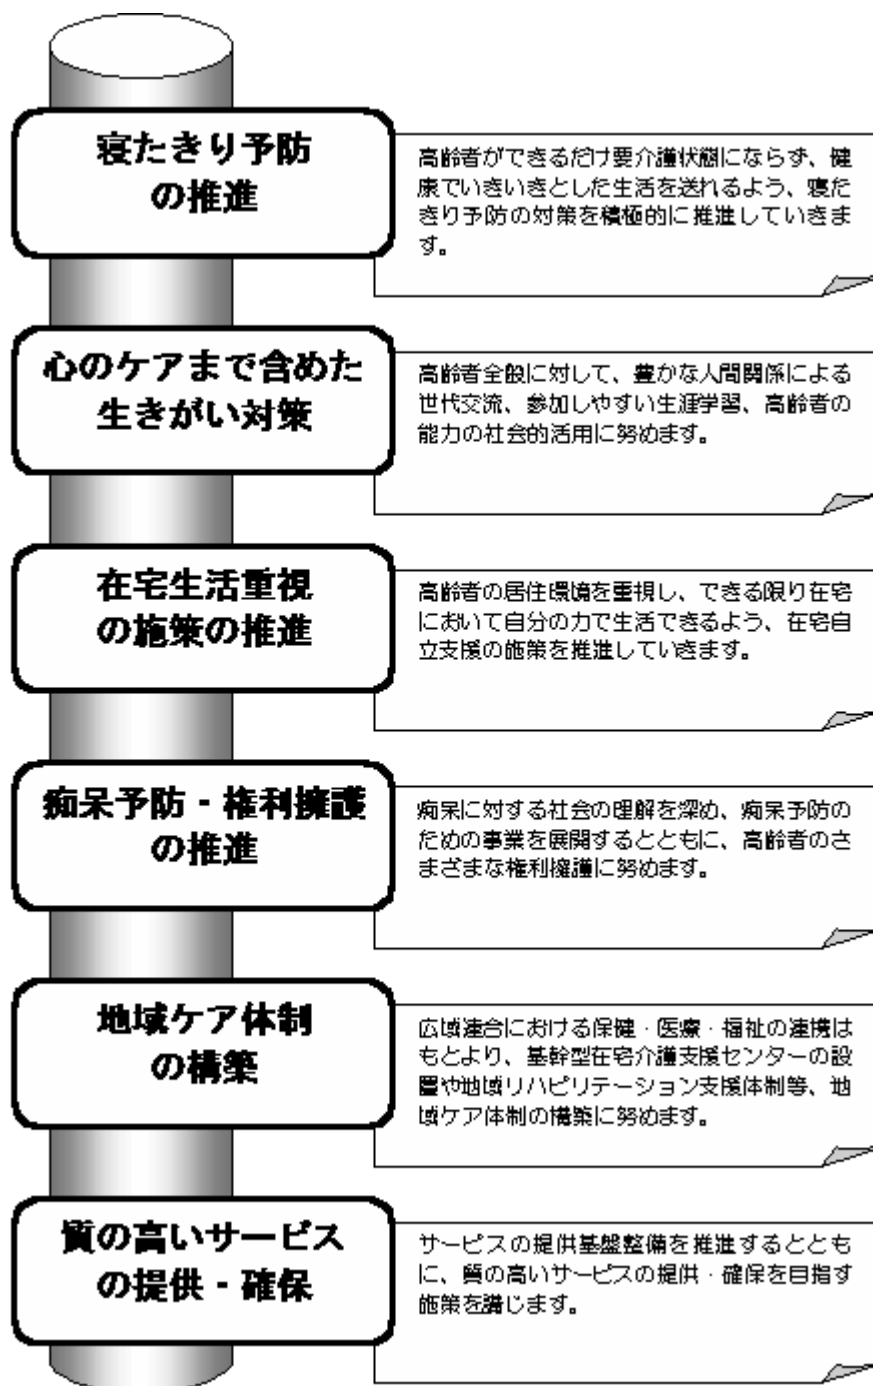 寝たきり予防
の推進
高齢者ができるだけ要介護状態にならず、健
康でいきいきとした生活を送れるよう、寝た
きり予防の対策を積極的に推進していきま
す。
心のケアまで含めた
生きがい対策
高齢者全般に対して、豊かな人間関係による
世代交流、参加しやすい生涯学習、高齢者の
能力の社会的活用に努めます。
在宅生活重視
の施策の推進
高齢者の居住環境を重視し、できる限り在宅
において自分の力で生活できるよう、在宅自
立支援の施策を推進していきます。
痴呆予防・権利擁護
の推進
痴呆に対する社会の理解を深め、痴呆予防の
ための事業を展開するとともに、高齢者のさ
まざまな権利擁護に努めます。
地域ケア体制
の構築
広域連合における保健・医療・福祉の連携は
もとより、基幹型在宅介護支援センターの設
置や地域リハビリテーション支援体制等、地
域ケア体制の構築に努めます。
質の高いサービス
の提供・確保
サービスの提供基盤整備を推進するととも
に、質の高いサービスの提供・確保を目指す
施策を講じます。